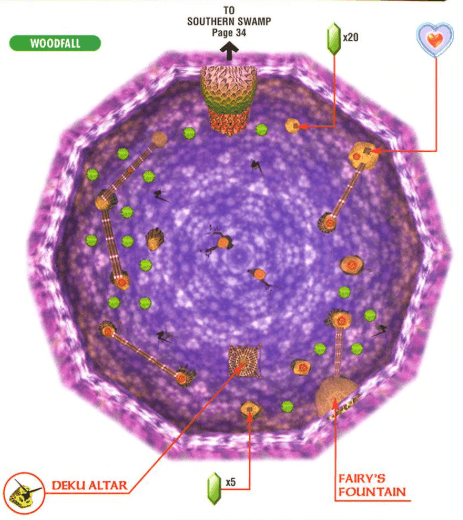 TO
SOUTHERN SWAMP
Page 34
WOODFALL
x20
DEKU ALTAR
x5
FAIRY'S
FOUNTAIN